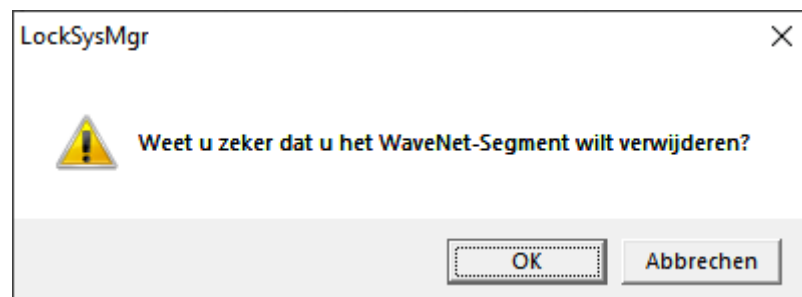 LockSysMgr
Weet u zeker dat u het WaveNet-Segment wilt verwijderen?
OK Abbrechen